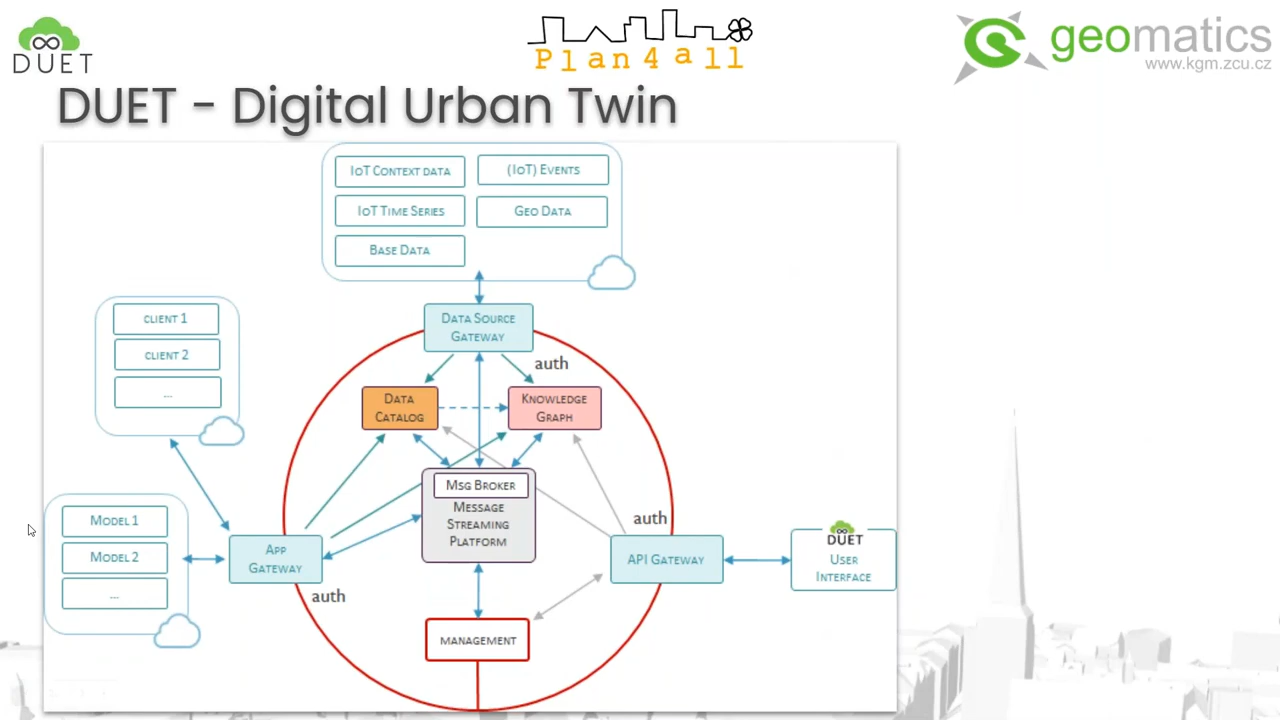 DUET
Plan4all
geomatics
www.kgm.zcu.cz
DUET - Digital Urban Twin
IoT Context data
(IoT) Events
IoT Time Series
Geo Data
Base Data
Data Source
Gateway
auth
client 1
client 2
...
Data
Catalog
Knowledge
Graph
Msg Broker
Message
Streaming
Platform
Model 1
Model 2
...
App
Gateway
auth
auth
API Gateway
DUET
User
Interface
management